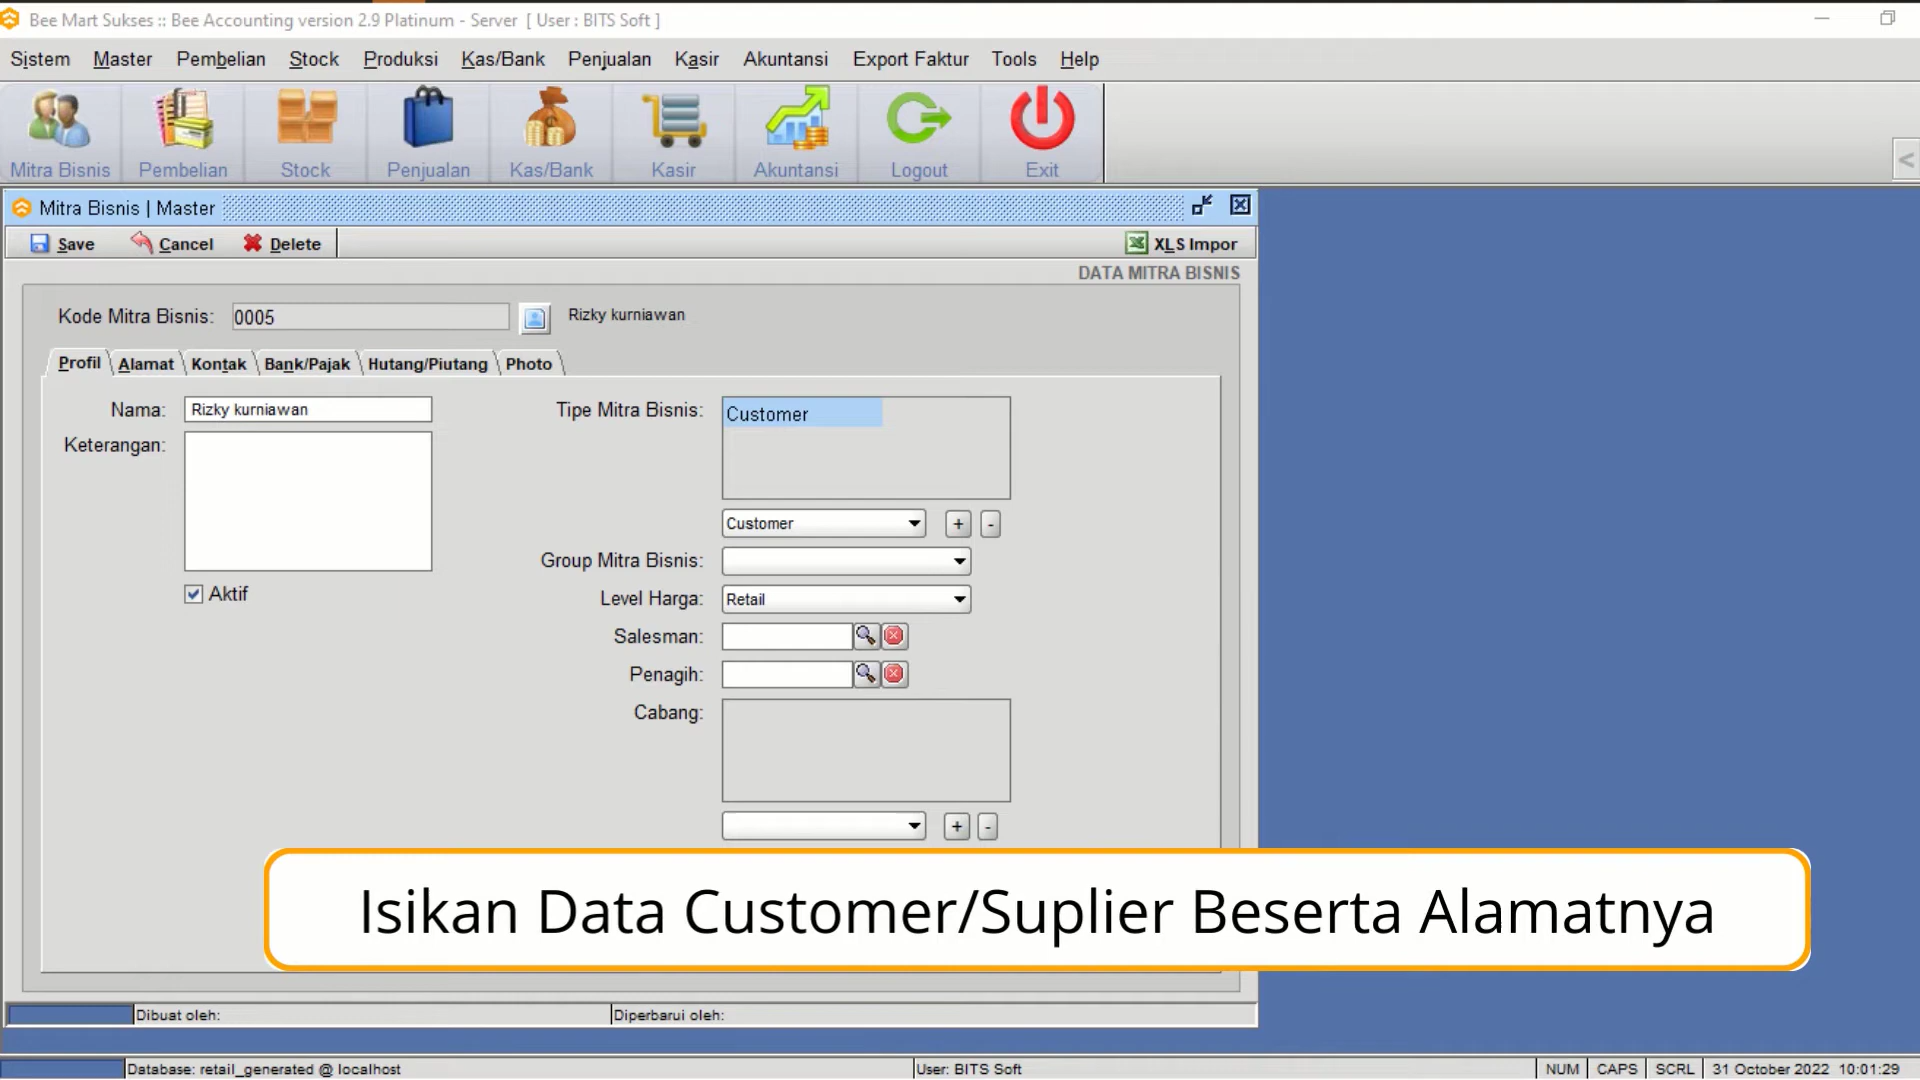 Bee Mart Sukses :: Bee Accounting version 2.9 Platinum - Server [ User : BITS Soft ]
Sistem Master Pembelian Stock Produksi Kas/Bank Penjualan Kasir Akuntansi Export Faktur Tools Help
Mitra Bisnis Pembelian Stock Penjualan Kas/Bank Kasir Akuntansi Logout Exit
<
Mitra Bisnis | Master
Save Cancel Delete XLS Impor
DATA MITRA BISNIS
Kode Mitra Bisnis: 0005 Rizky kurniawan
Profil Alamat Kontak Bank/Pajak Hutang/Piutang Photo
Nama: Rizky kurniawan Tipe Mitra Bisnis: Customer
Keterangan:
Customer + -
Group Mitra Bisnis:
Aktif Level Harga: Retail
Salesman:
Penagih:
Cabang:
+ -
Isikan Data Customer/Suplier Beserta Alamatnya
Dibuat oleh: Diperbarui oleh:
Database: retail_generated @ localhost User: BITS Soft NUM CAPS SCRL 31 October 2022 10:01:29